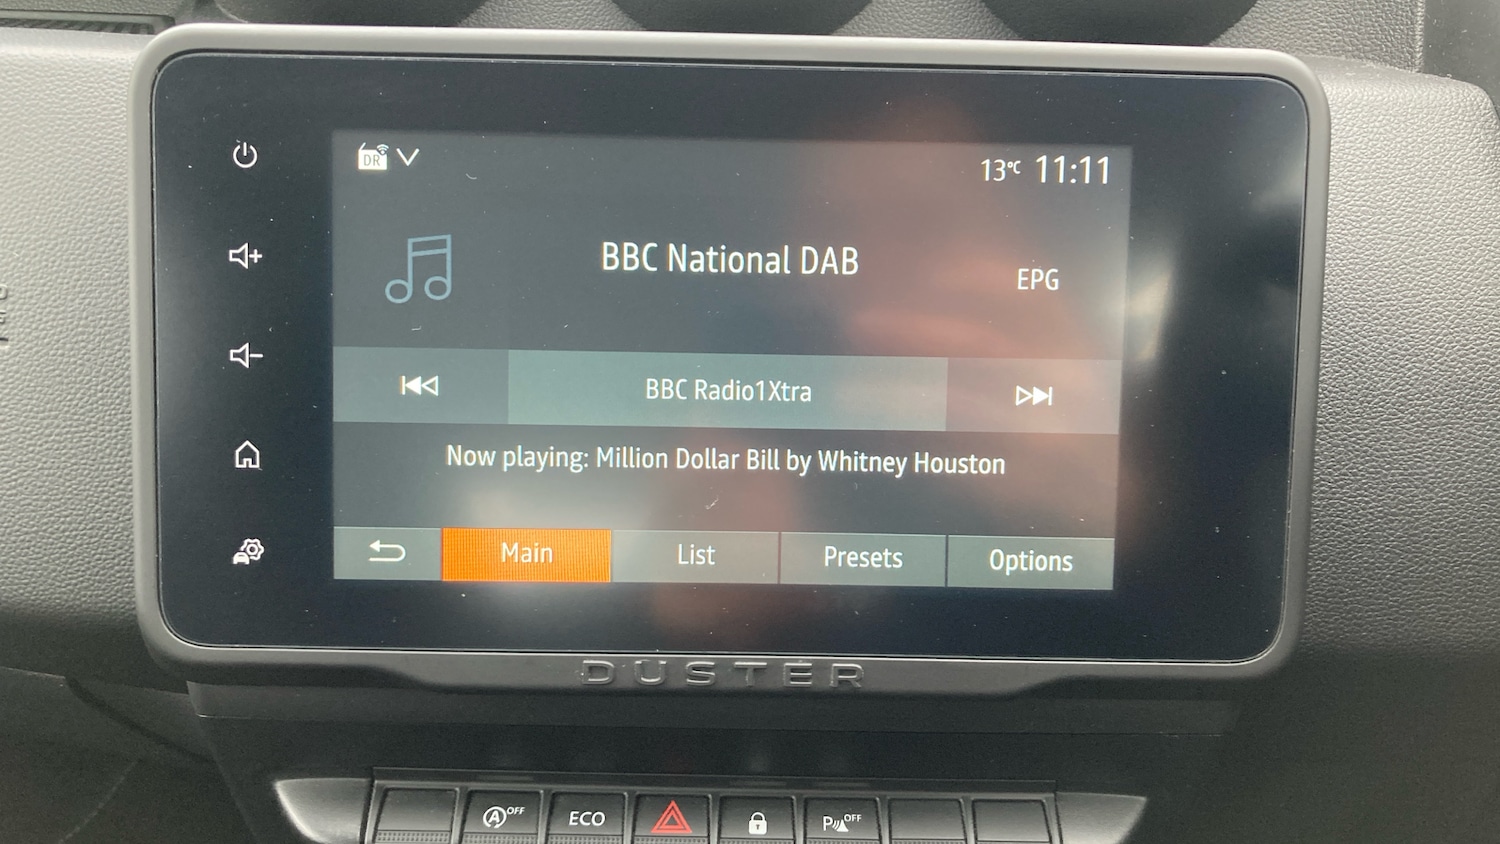 DR
13°C 11:11
BBC National DAB
EPG
BBC Radio1Xtra
Now playing: Million Dollar Bill by Whitney Houston
Main List Presets Options
DUSTER
A OFF ECO P OFF